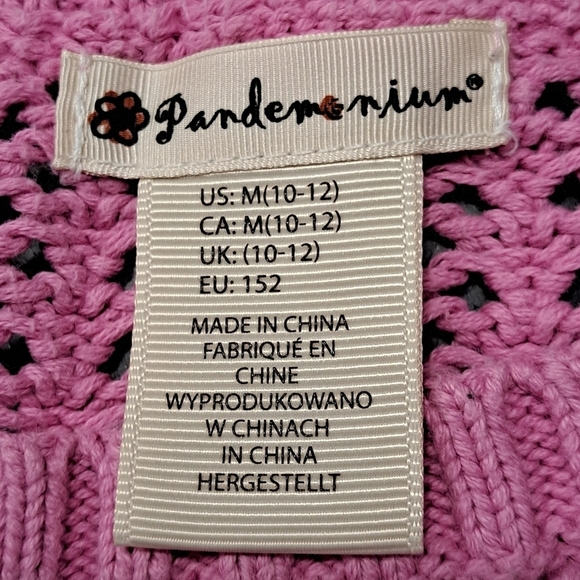 Pandemonium®
US: M(10-12)
CA: M(10-12)
UK: (10-12)
EU: 152
MADE IN CHINA
FABRIQUÉ EN
CHINE
WYPRODUKOWANO
W CHINACH
IN CHINA
HERGESTELLT